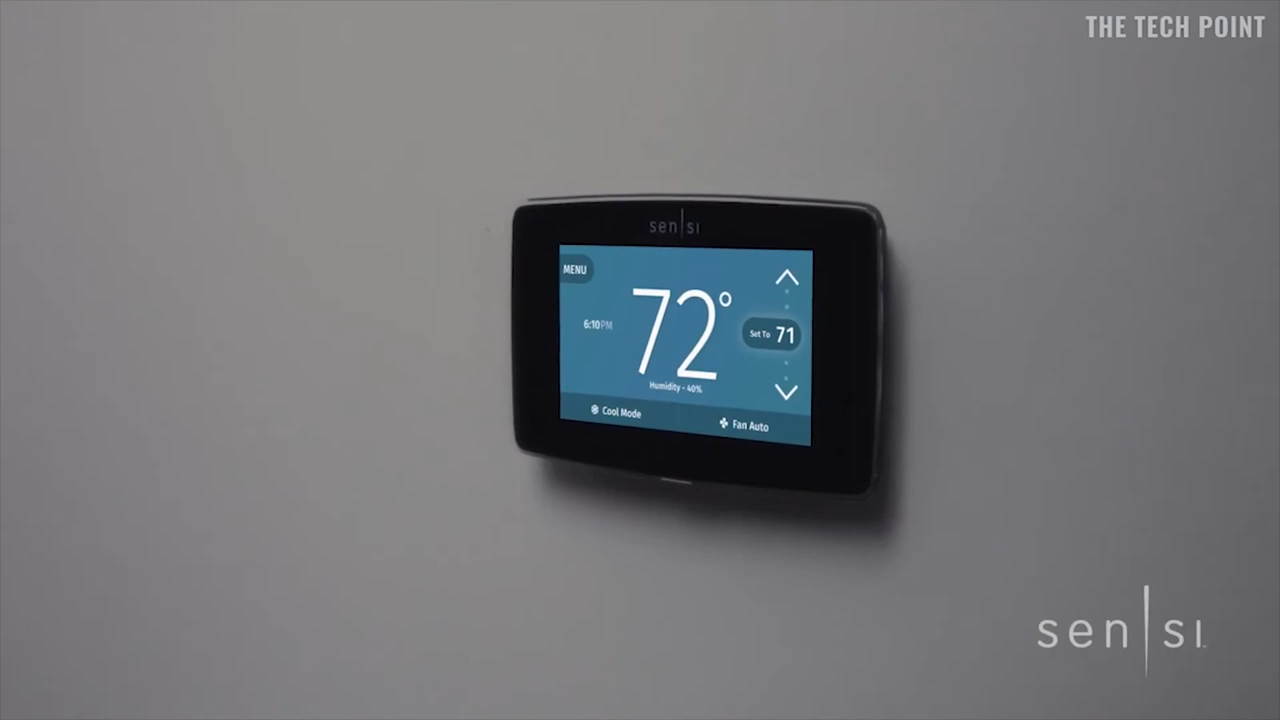 THE TECH POINT
sen|si
MENU
72°
6:10PM
Set To 71
Humidity - 40%
Cool Mode
Fan Auto
sen|si